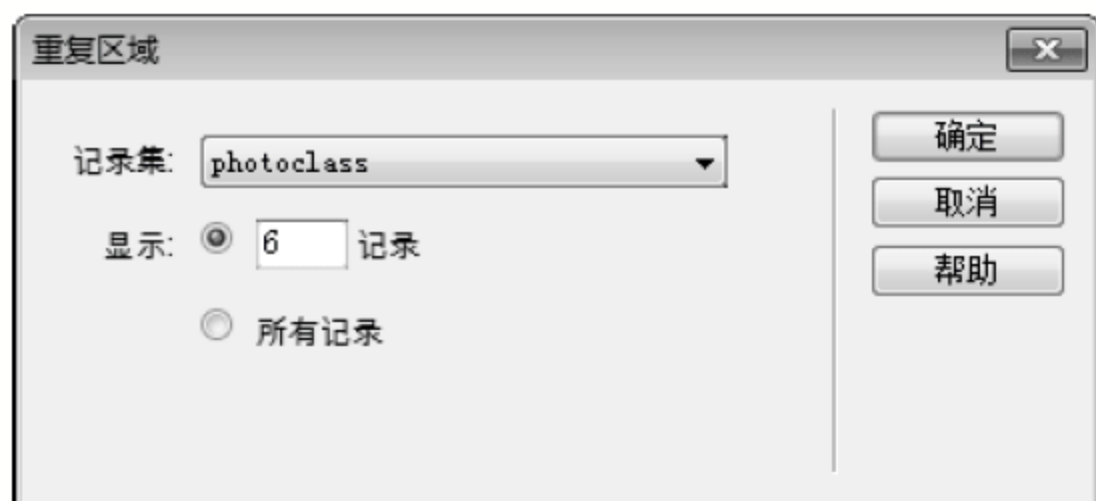 重复区域
记录集: photoclass
显示: 6 记录
所有记录
确定
取消
帮助